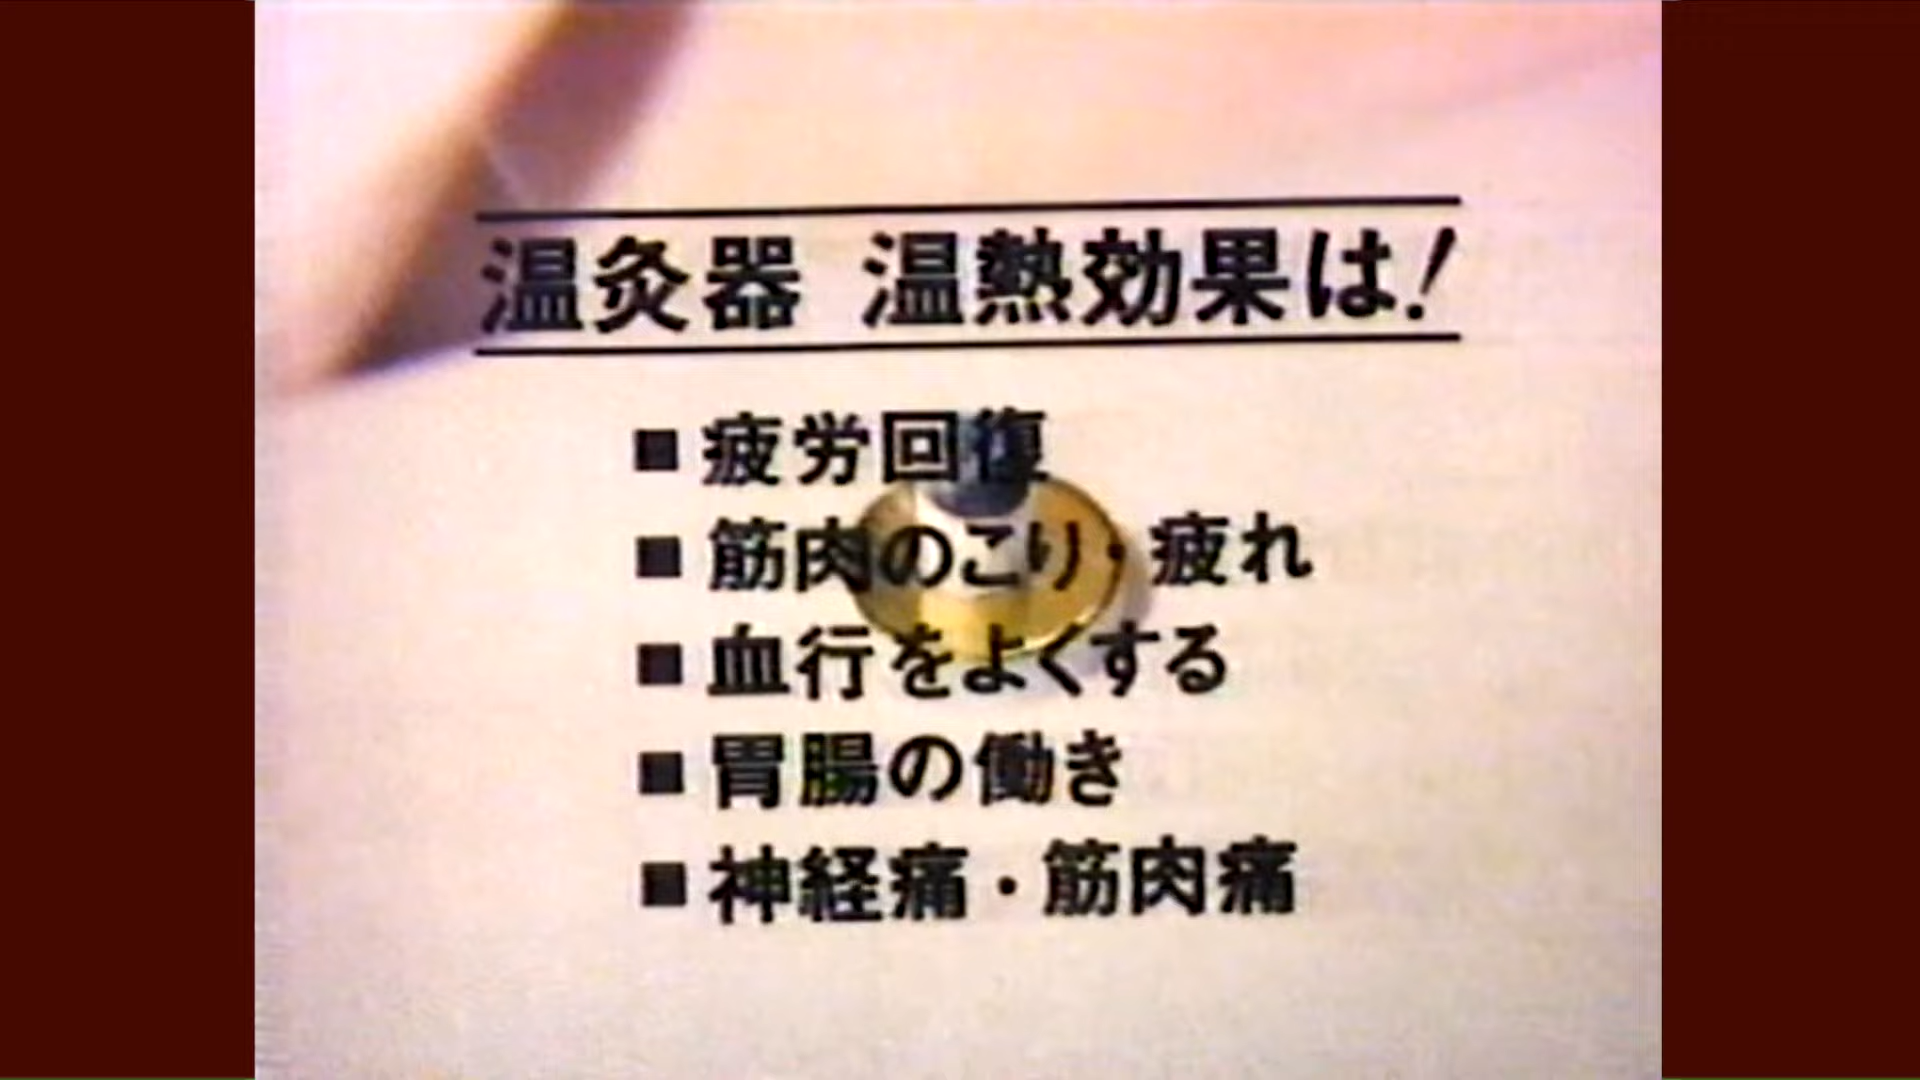 温灸器 温熱効果は!
■疲労回復
■筋肉のこり・疲れ
■血行をよくする
■胃腸の働き
■神経痛・筋肉痛